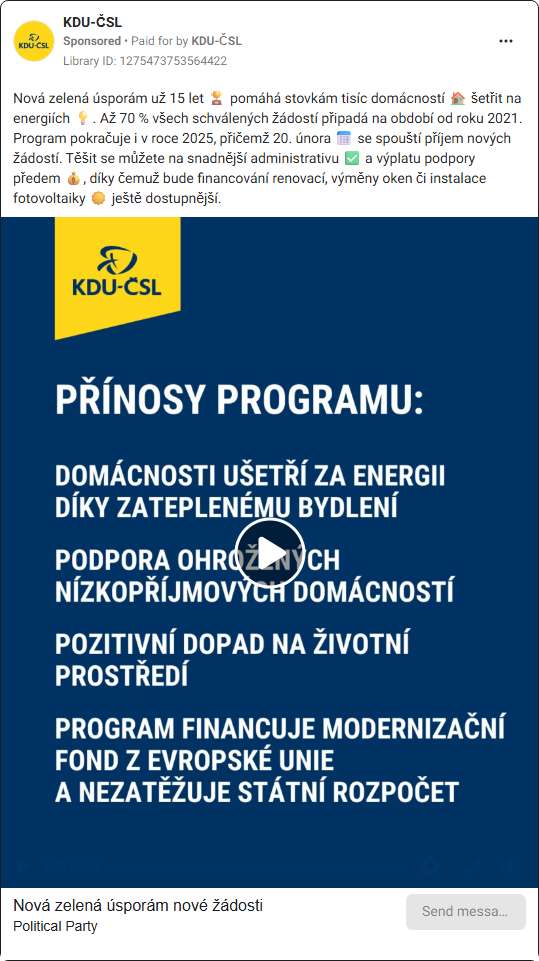 KDU-ČSL
KDU-ČSL
Sponsored • Paid for by KDU-ČSL
Library ID: 1275473753564422
Nová zelená úsporám už 15 let ⏳ pomáhá stovkám tisíc domácností 🏠 šetřit na
energiích 💡. Až 70 % všech schválených žádostí připadá na období od roku 2021.
Program pokračuje i v roce 2025, přičemž 20. února 🗓️ se spouští příjem nových
žádostí. Těšit se můžete na snadnější administrativu ✅ a výplatu podpory
předem 💰, díky čemuž bude financování renovací, výměny oken či instalace
fotovoltaiky 🌞 ještě dostupnější.
KDU-ČSL
PŘÍNOSY PROGRAMU:
DOMÁCNOSTI UŠETŘÍ ZA ENERGII
DÍKY ZATEPLENÉMU BYDLENÍ
PODPORA OHROŽENÝCH
NÍZKOPŘÍJMOVÝCH DOMÁCNOSTÍ
POZITIVNÍ DOPAD NA ŽIVOTNÍ
PROSTŘEDÍ
PROGRAM FINANCUJE MODERNIZAČNÍ
FOND Z EVROPSKÉ UNIE
A NEZATĚŽUJE STÁTNÍ ROZPOČET
Nová zelená úsporám nové žádosti
Political Party
Send messa...